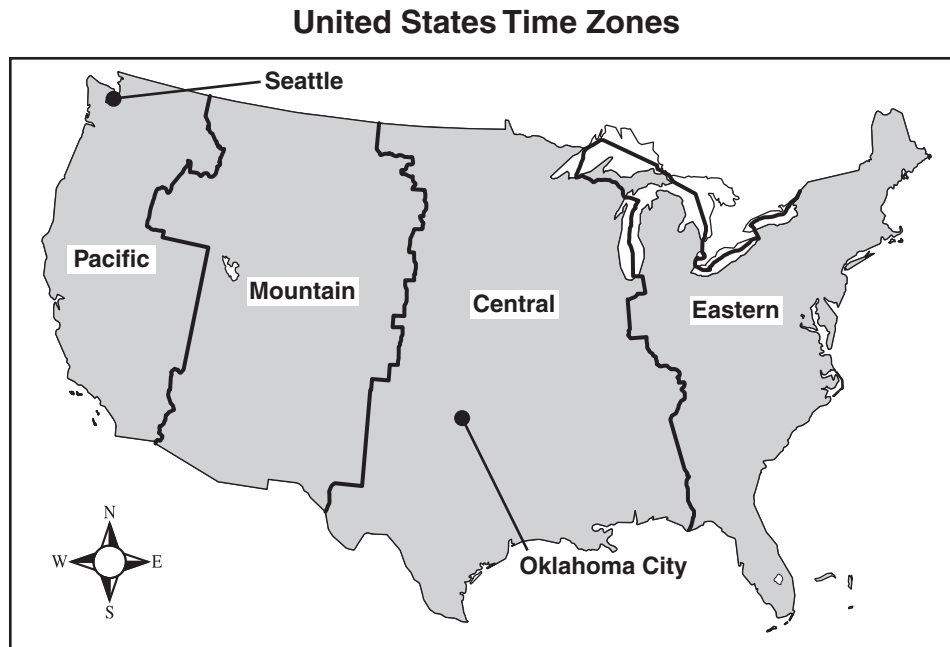 United States Time Zones
Seattle
Pacific
Mountain
Central
Eastern
N
W E
S
Oklahoma City